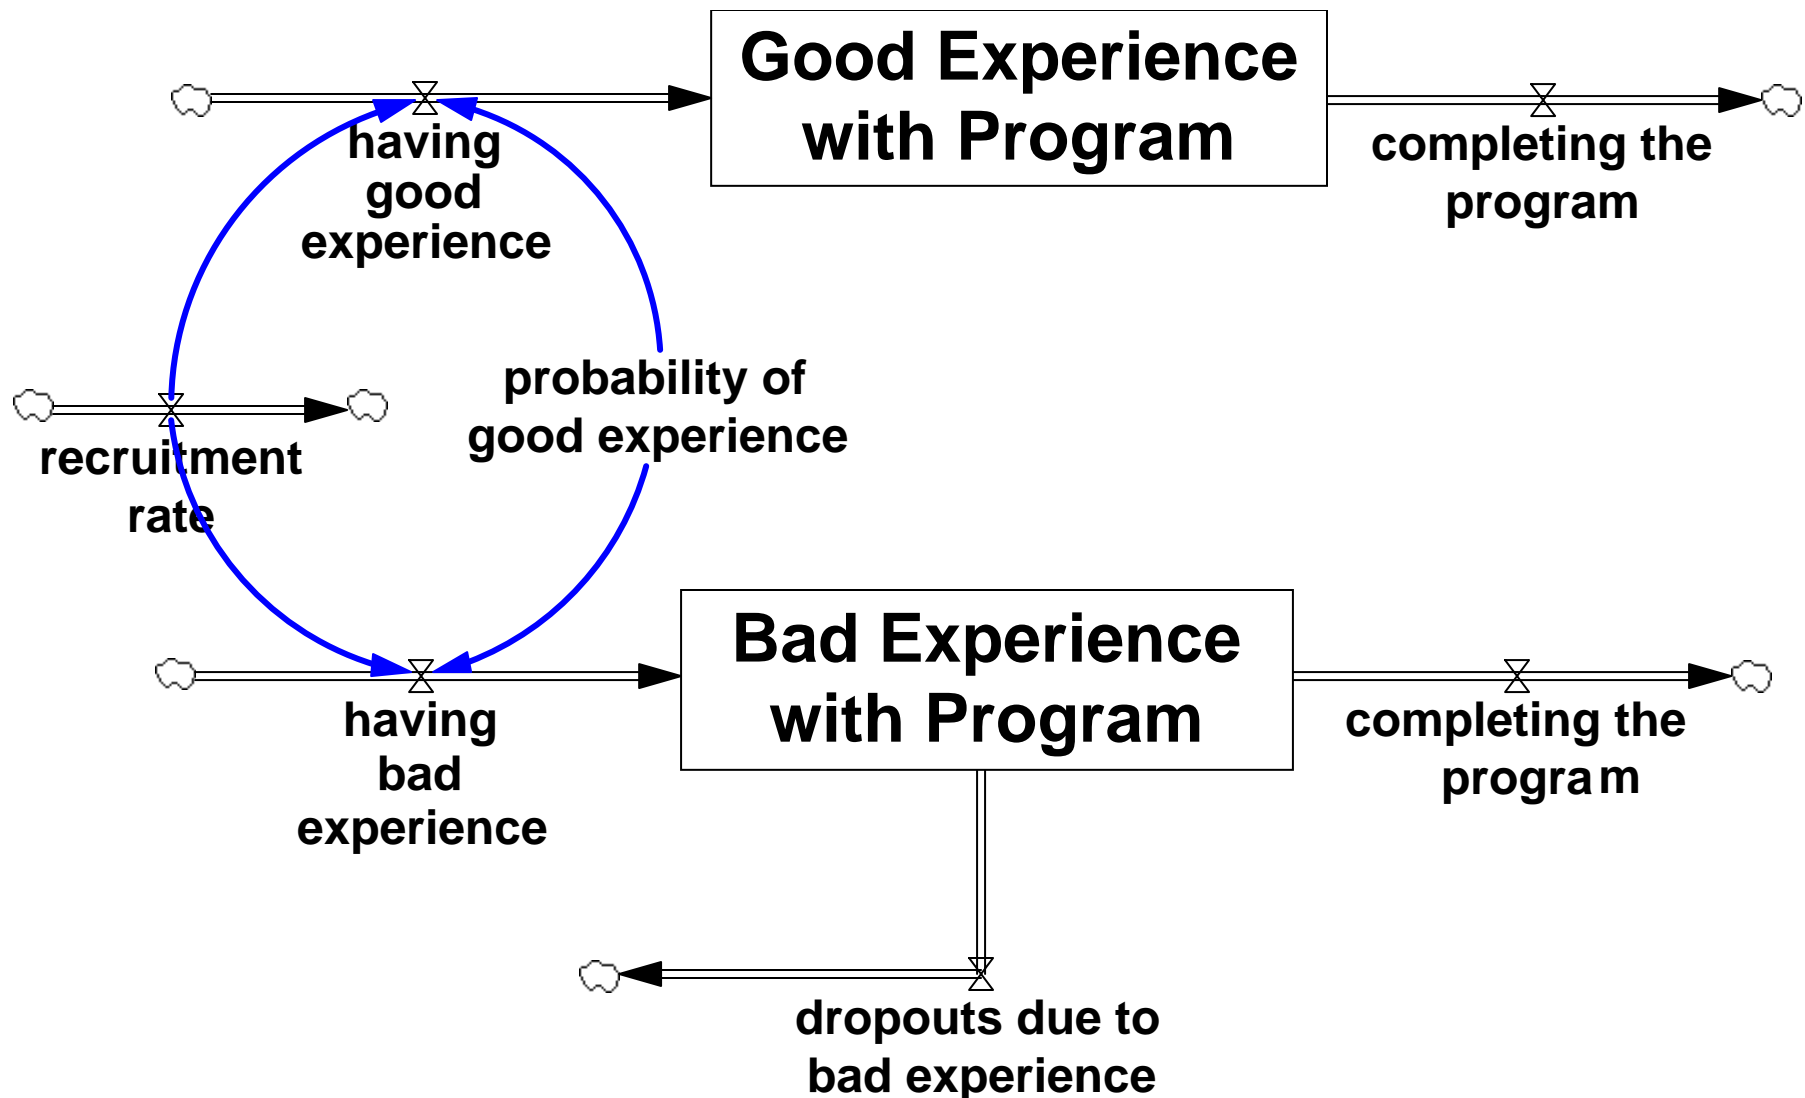 Good Experience
with Program
having
good
experience
completing the
program
probability of
good experience
recruitment
rate
Bad Experience
with Program
having
bad
experience
completing the
program
dropouts due to
bad experience